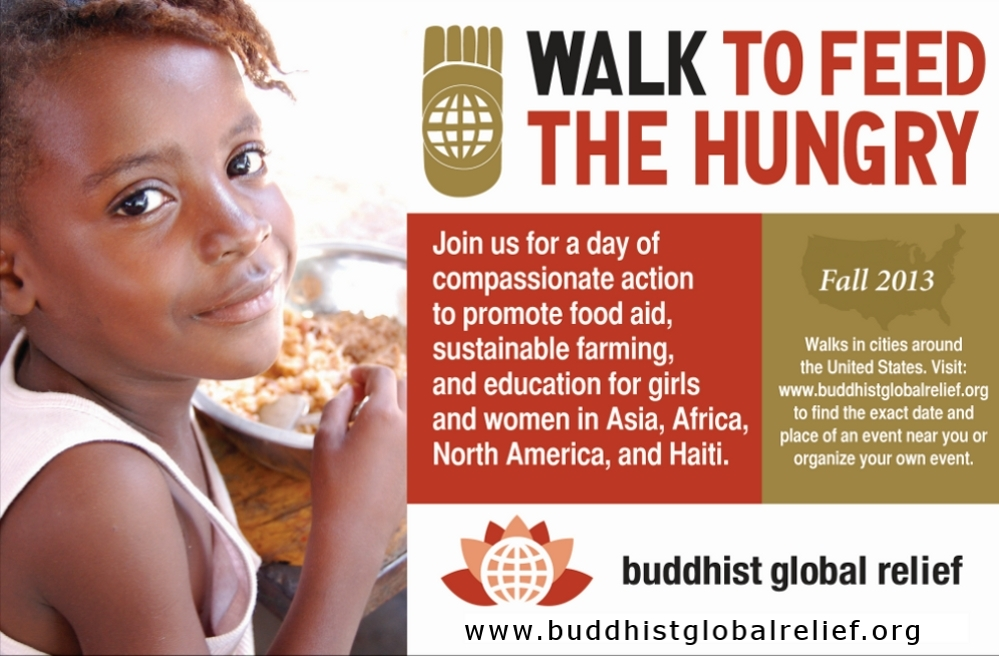 WALK TO FEED
THE HUNGRY
Join us for a day of
compassionate action
to promote food aid,
sustainable farming,
and education for girls
and women in Asia, Africa,
North America, and Haiti.
Fall 2013
Walks in cities around
the United States. Visit:
www.buddhistglobalrelief.org
to find the exact date and
place of an event near you or
organize your own event.
buddhist global relief
www.buddhistglobalrelief.org